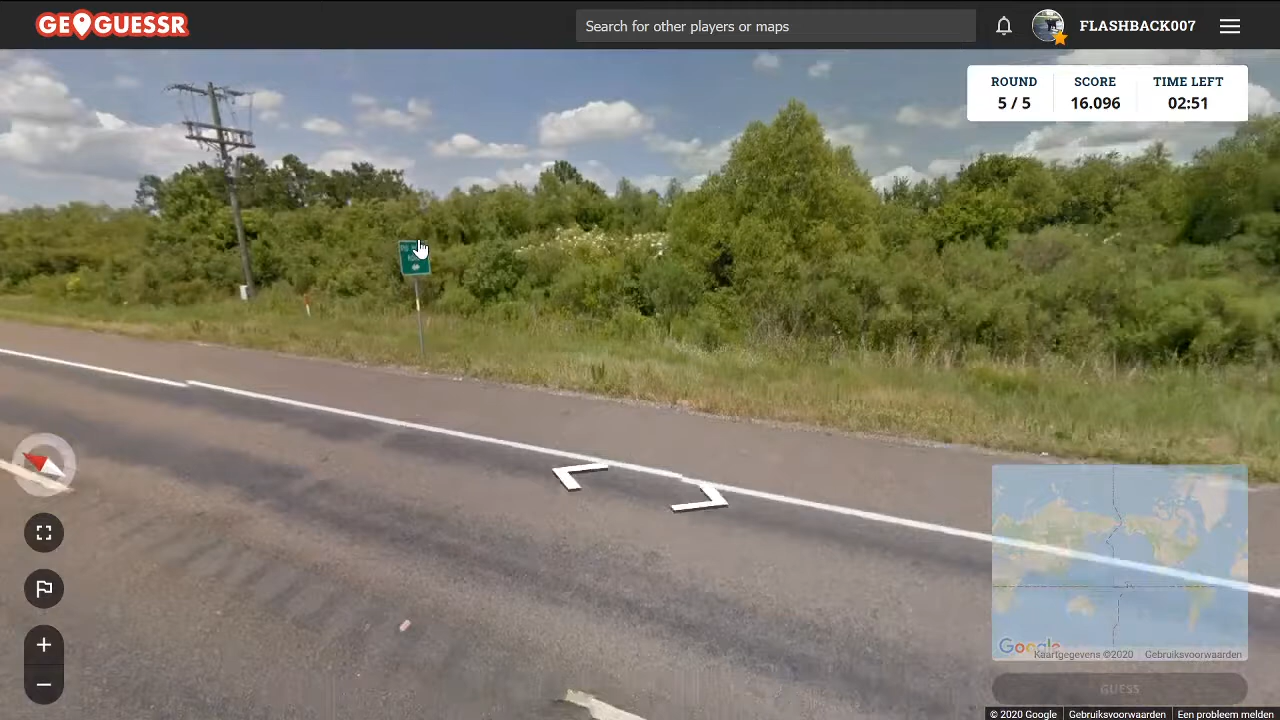 GEOGUESSR
Search for other players or maps
FLASHBACK007
ROUND
5 / 5
SCORE
16.096
TIME LEFT
02:51
Google
Kaartgegevens ©2020
Gebruiksvoorwaarden
GUESS
© 2020 Google
Gebruiksvoorwaarden
Een probleem melden